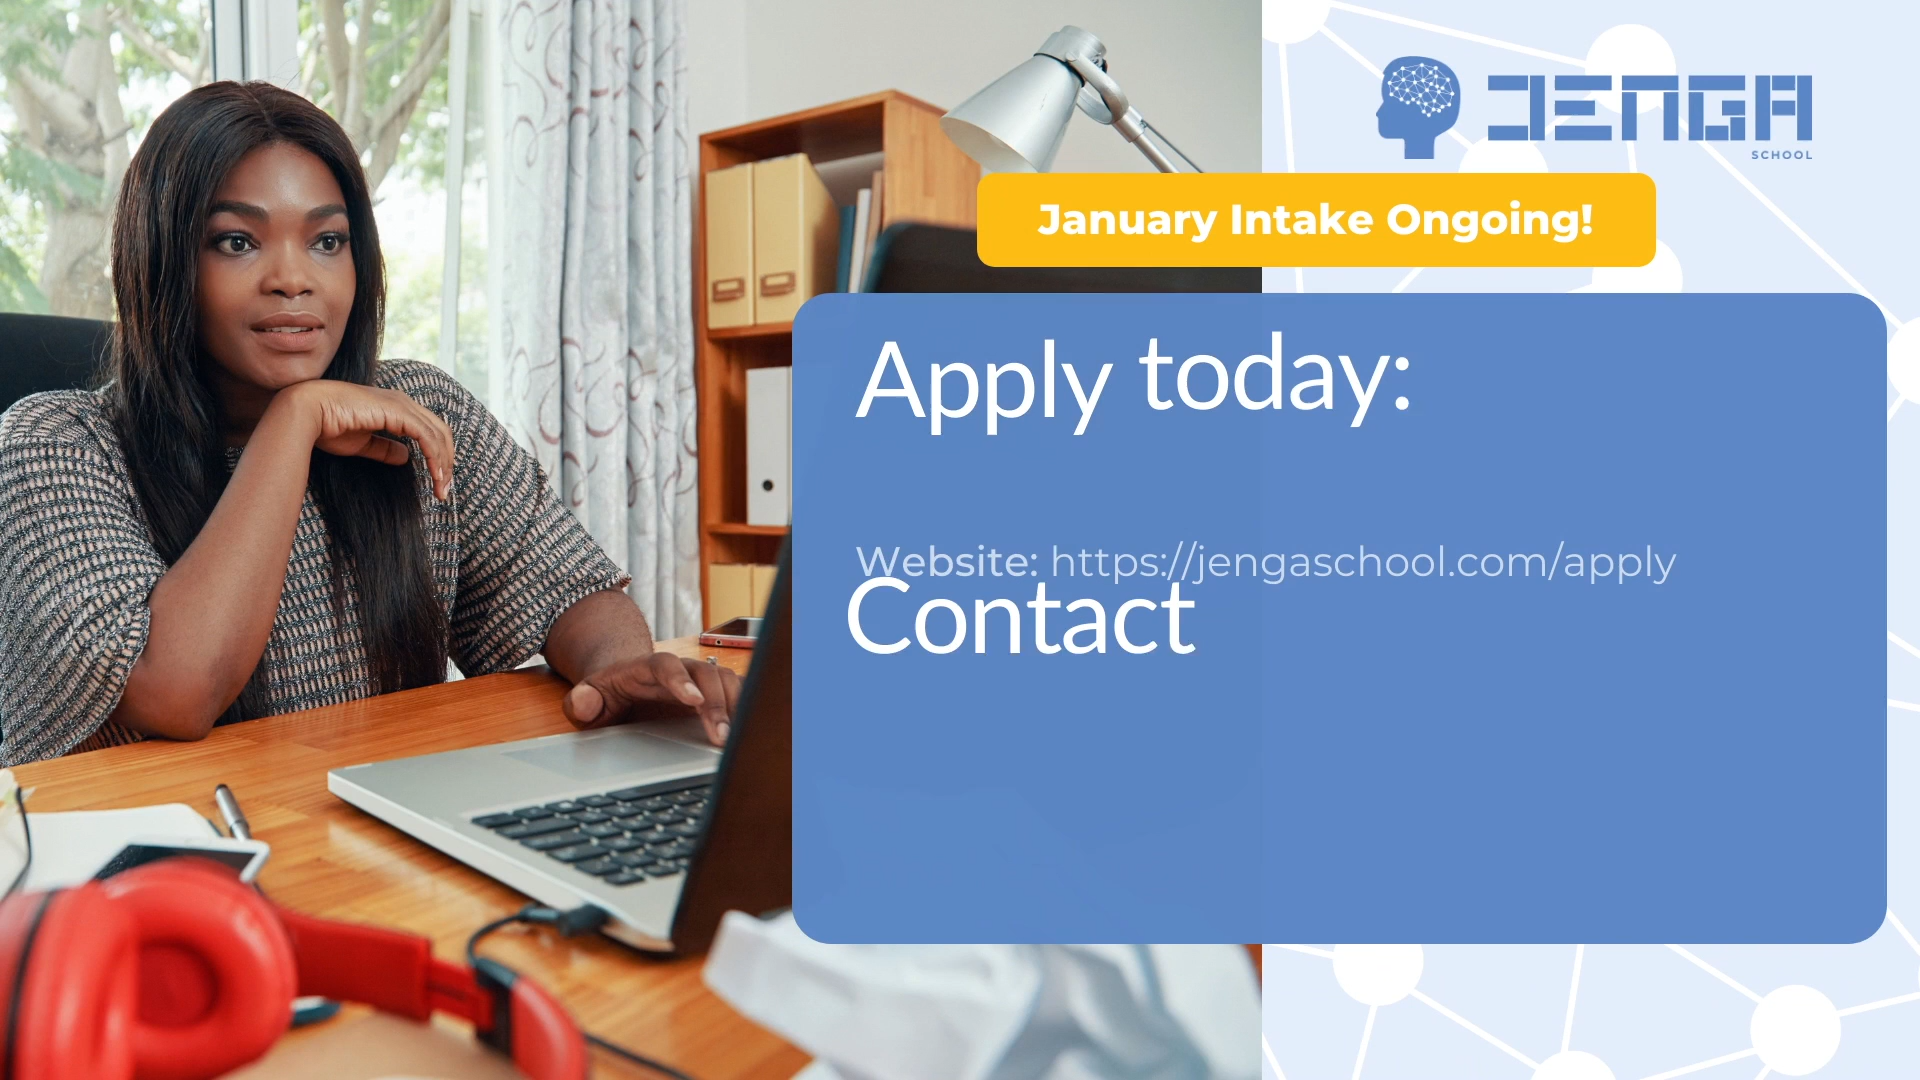 JENGA
SCHOOL
January Intake Ongoing!
Apply today:
Website: https://jengaschool.com/apply
Contact